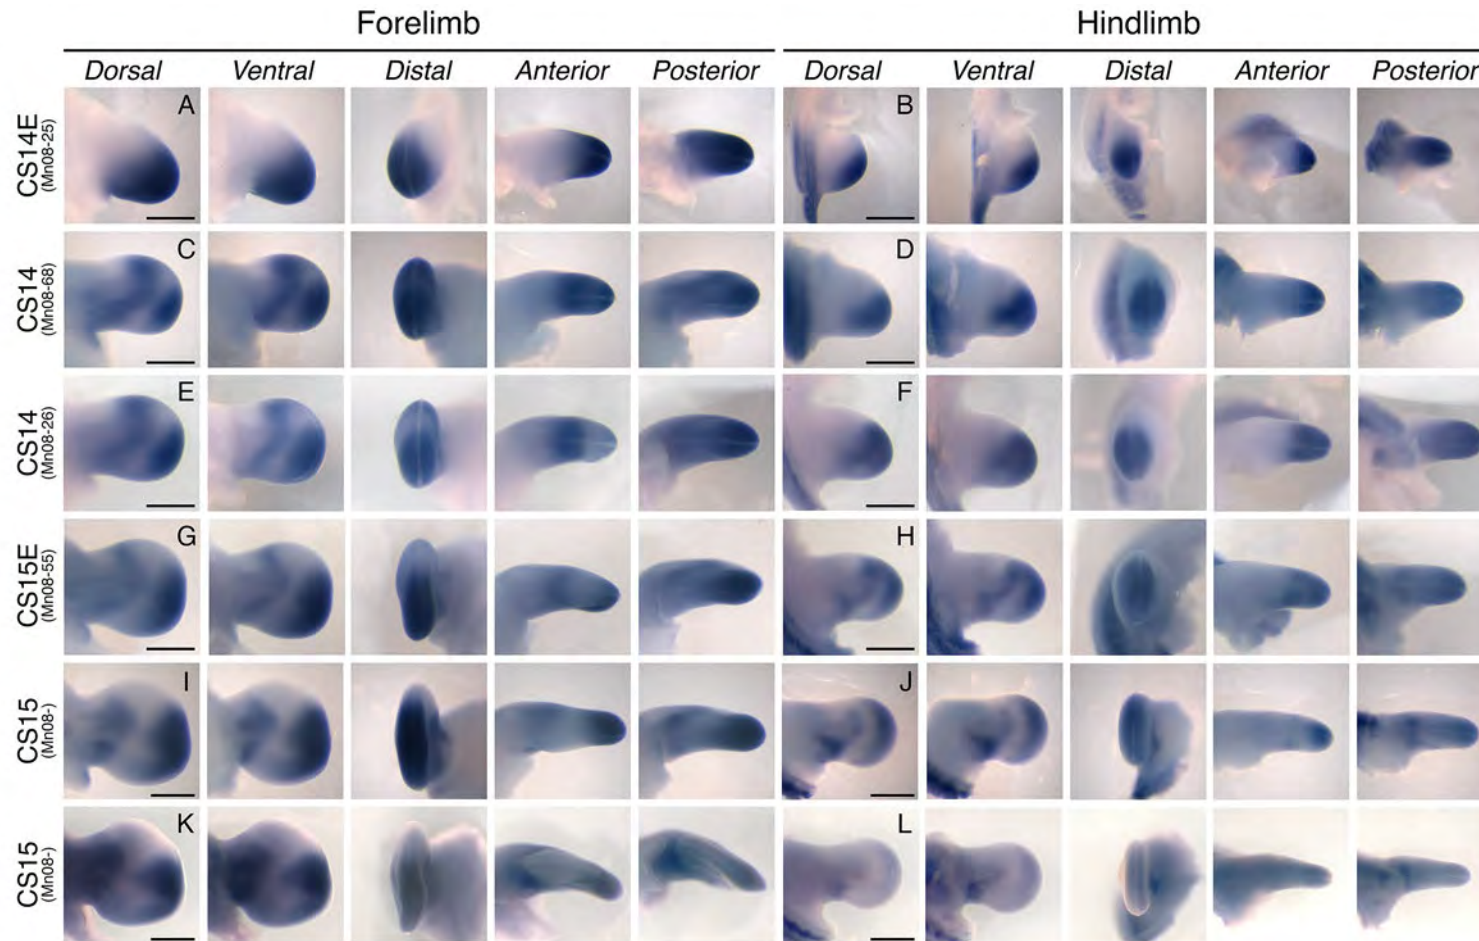 Forelimb Hindlimb
Dorsal Ventral Distal Anterior Posterior Dorsal Ventral Distal Anterior Posterior
CS14E (Mn08-25) A B
CS14 (Mn08-68) C D
CS14 (Mn08-26) E F
CS15E (Mn08-55) G H
CS15 (Mn08-) I J
CS15 (Mn08-) K L